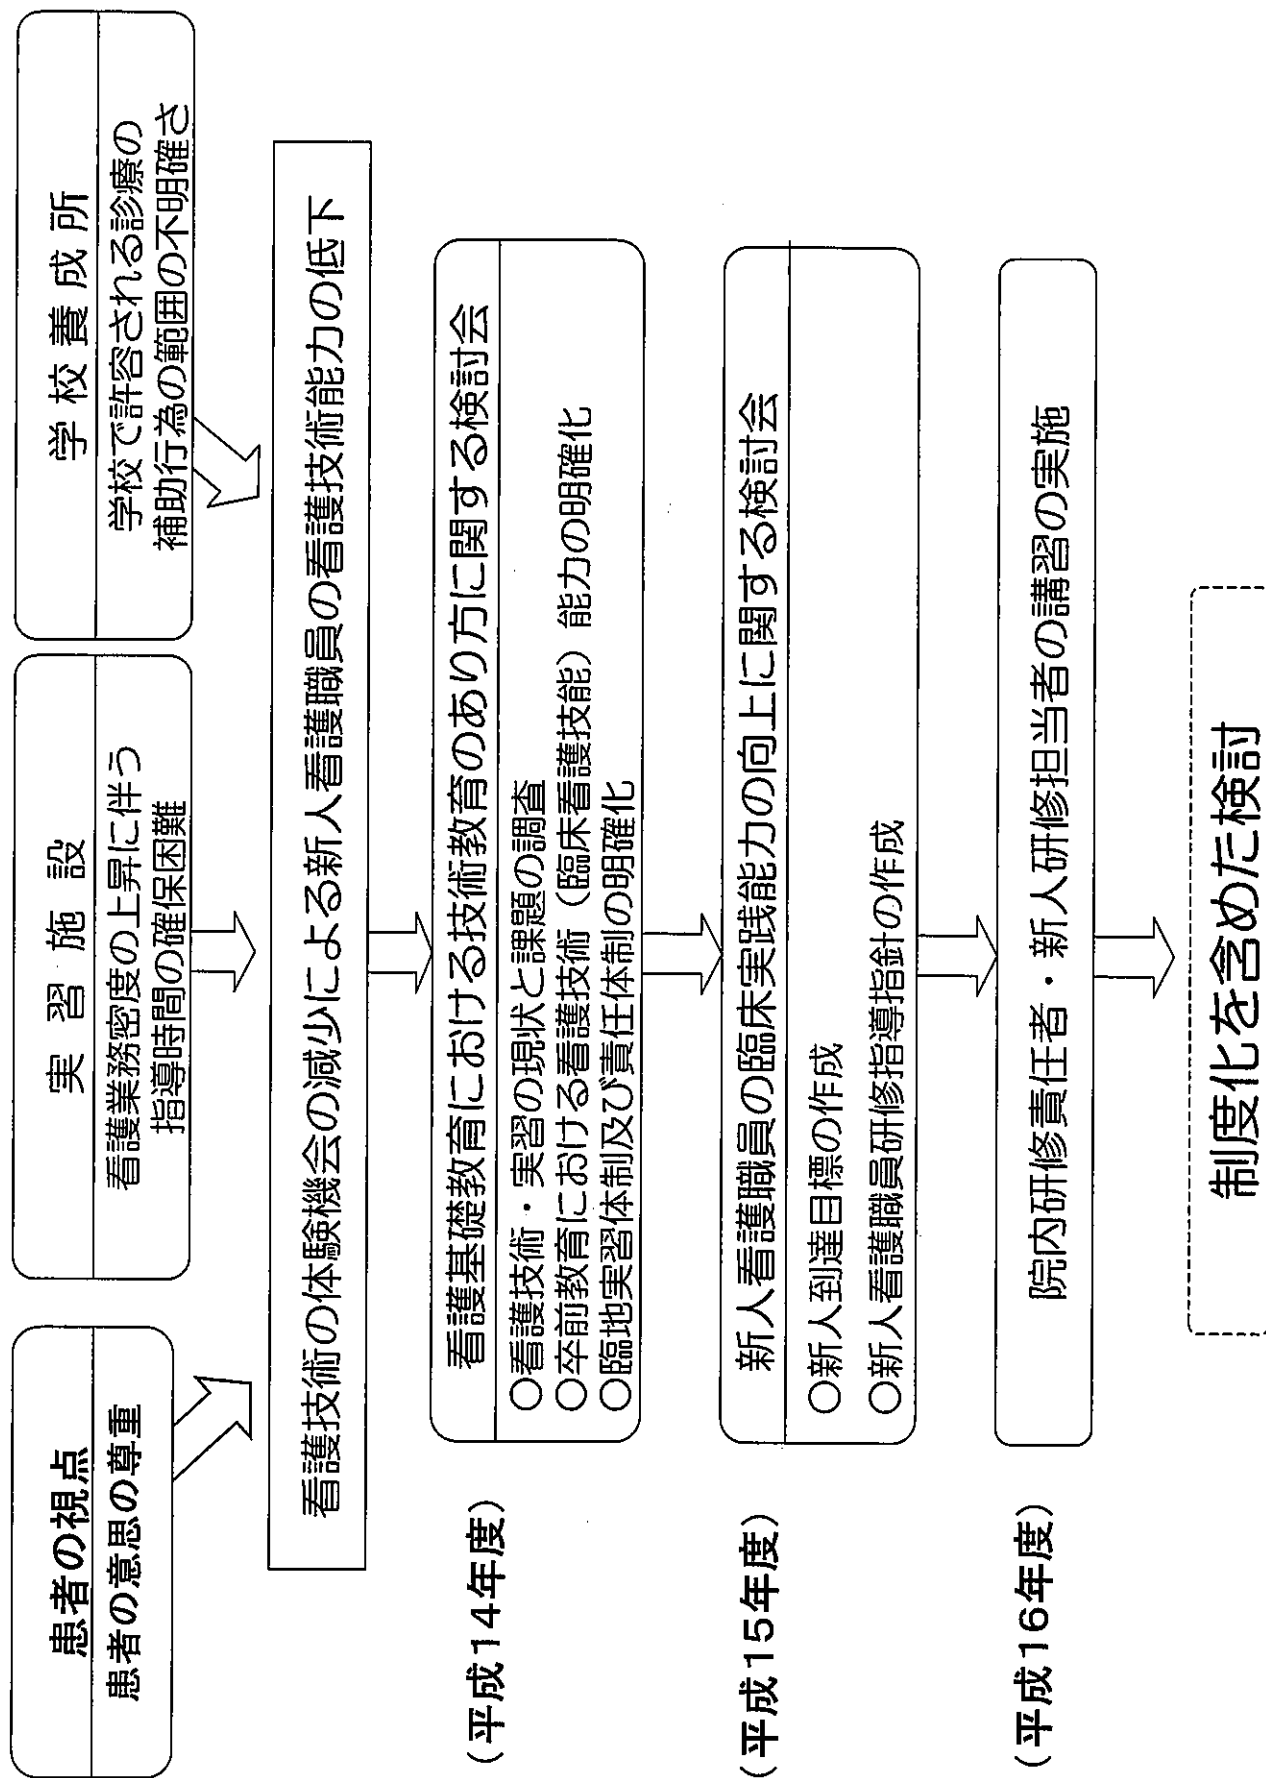 患者の視点
患者の意思の尊重
実習施設
看護業務密度の上昇に伴う
指導時間の確保困難
学校養成所
学校で許容される診療の
補助行為の範囲の不明確さ
看護技術の体験機会の減少による新人看護職員の看護技術能力の低下
(平成14年度)
看護基礎教育における技術教育のあり方に関する検討会
○看護技術・実習の現状と課題の調査
○卒前教育における看護技術(臨床看護技能)能力の明確化
○臨地実習体制及び責任体制の明確化
(平成15年度)
新人看護職員の臨床実践能力の向上に関する検討会
○新人到達目標の作成
○新人看護職員研修指導指針の作成
(平成16年度)
院内研修責任者・新人研修担当者の講習の実施
制度化を含めた検討